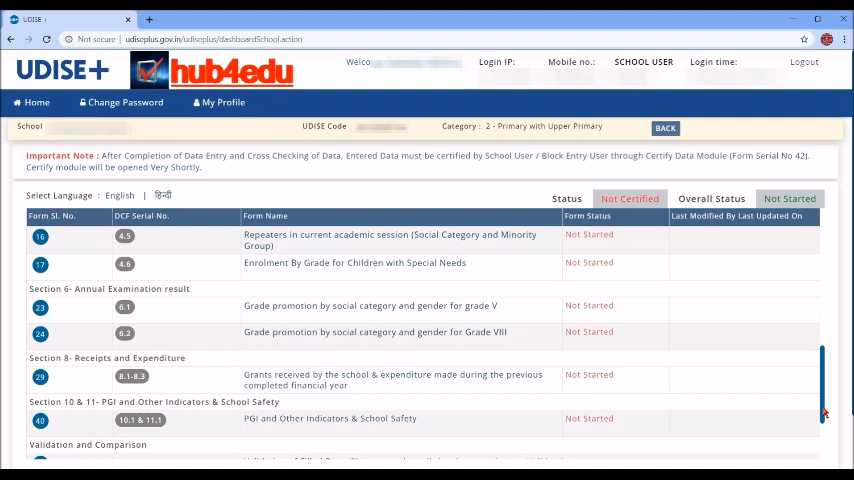 UDISE+
Not secure | udiseplus.gov.in/udiseplus/dashboardSchool.action
UDISE+ hub4edu Login IP: Mobile no.: SCHOOL USER Login time: Logout
Home Change Password My Profile
School UDISE Code Category : 2 - Primary with Upper Primary BACK
Important Note : After Completion of Data Entry and Cross Checking of Data, Entered Data must be certified by School User / Block Entry User through Certify Data Module (Form Serial No 42).
Certify module will be opened Very Shortly.
Select Language : English | हिन्दी Status Not Certified Overall Status Not Started
Form Sl. No. DCF Serial No. Form Name Form Status Last Modified By Last Updated On
16 4.5 Repeaters in current academic session (Social Category and Minority Not Started
Group)
17 4.6 Enrolment By Grade for Children with Special Needs Not Started
Section 6- Annual Examination result
23 6.1 Grade promotion by social category and gender for grade V Not Started
24 6.2 Grade promotion by social category and gender for Grade VIII Not Started
Section 8- Receipts and Expenditure
29 8.1-8.3 Grants received by the school & expenditure made during the previous Not Started
completed financial year
Section 10 & 11- PGI and Other Indicators & School Safety
40 10.1 & 11.1 PGI and Other Indicators & School Safety Not Started
Validation and Comparison